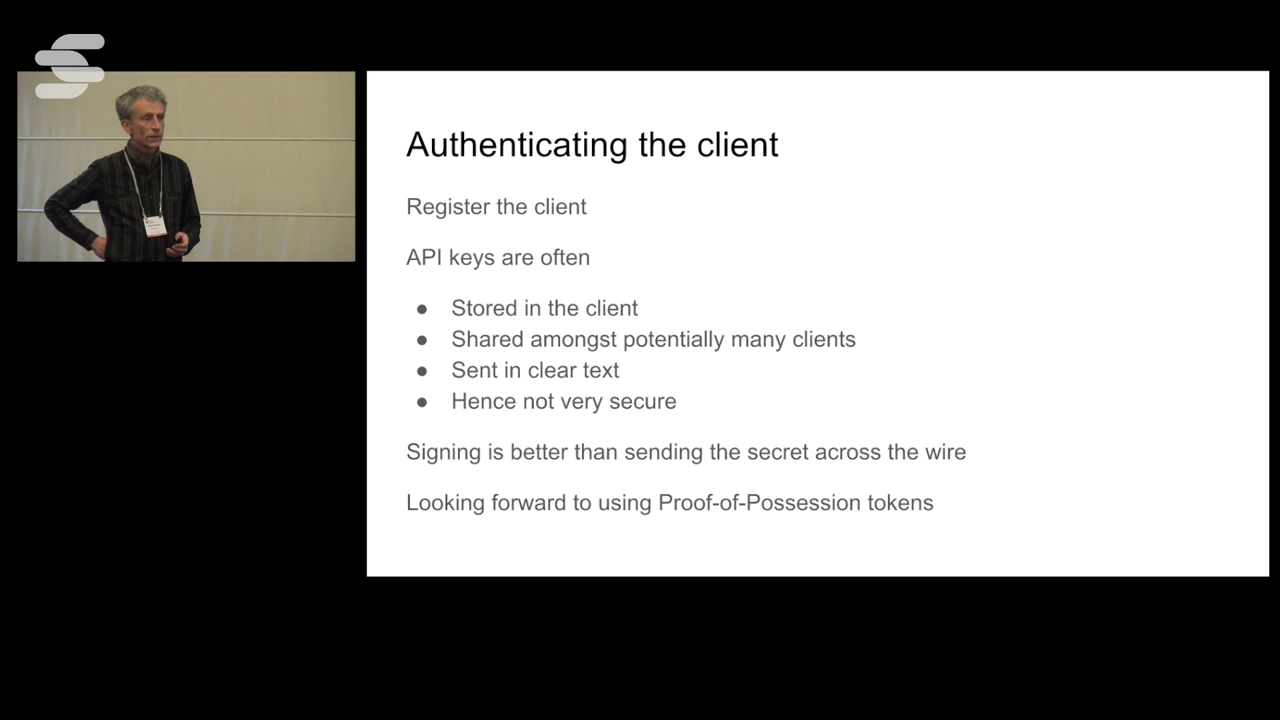 Authenticating the client
Register the client
API keys are often
● Stored in the client
● Shared amongst potentially many clients
● Sent in clear text
● Hence not very secure
Signing is better than sending the secret across the wire
Looking forward to using Proof-of-Possession tokens